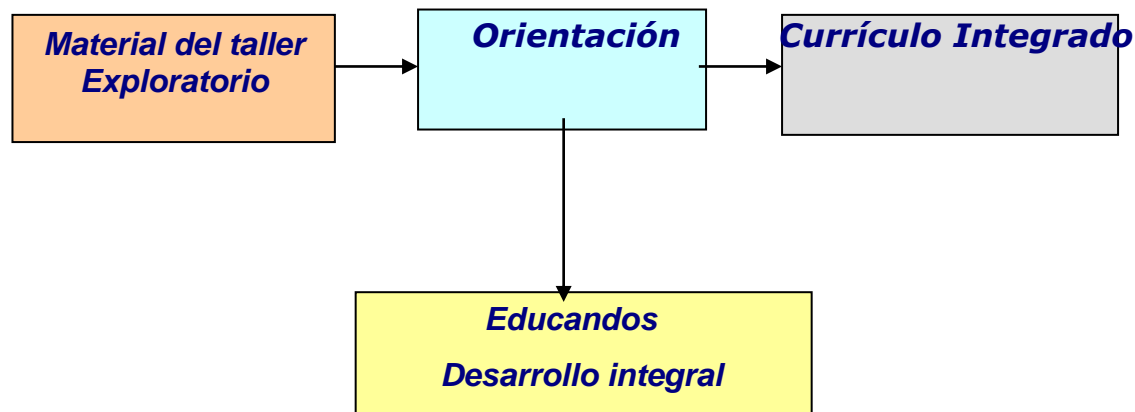 Material del taller
Exploratorio
Orientación
Currículo Integrado
Educandos
Desarrollo integral